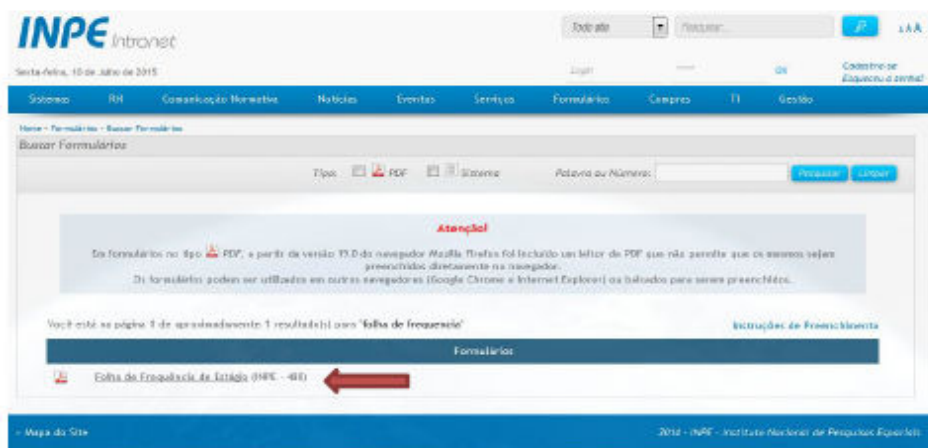 INPE Intranet
Todo site
Pesquisar...
A A A
Sexta-feira, 10 de Julho de 2015
Login
OK
Cadastre-se
Esqueceu a senha?
Sistemas RH Comunicação Normativa Notícias Eventos Serviços Formulários Compras TI Gestão
Home - Formulários - Buscar Formulários
Buscar Formulários
Tipo: PDF Sistema Palavra ou Número: Pesquisar Limpar
Atenção!
Os formulários no tipo PDF, a partir da versão 19.0 do navegador Mozilla Firefox foi incluído um leitor de PDF que não permite que os mesmos sejam
preenchidos diretamente no navegador.
Os formulários podem ser utilizados em outros navegadores (Google Chrome e Internet Explorer) ou baixados para serem preenchidos.
Você está na página 1 de aproximadamente 1 resultado(s) para "folha de frequencia"
Instruções de Preenchimento
Formulários
Folha de Frequência de Estágio (INPE -
- Mapa do Site
- INPE - Instituto Nacional de Pesquisas Espaciais